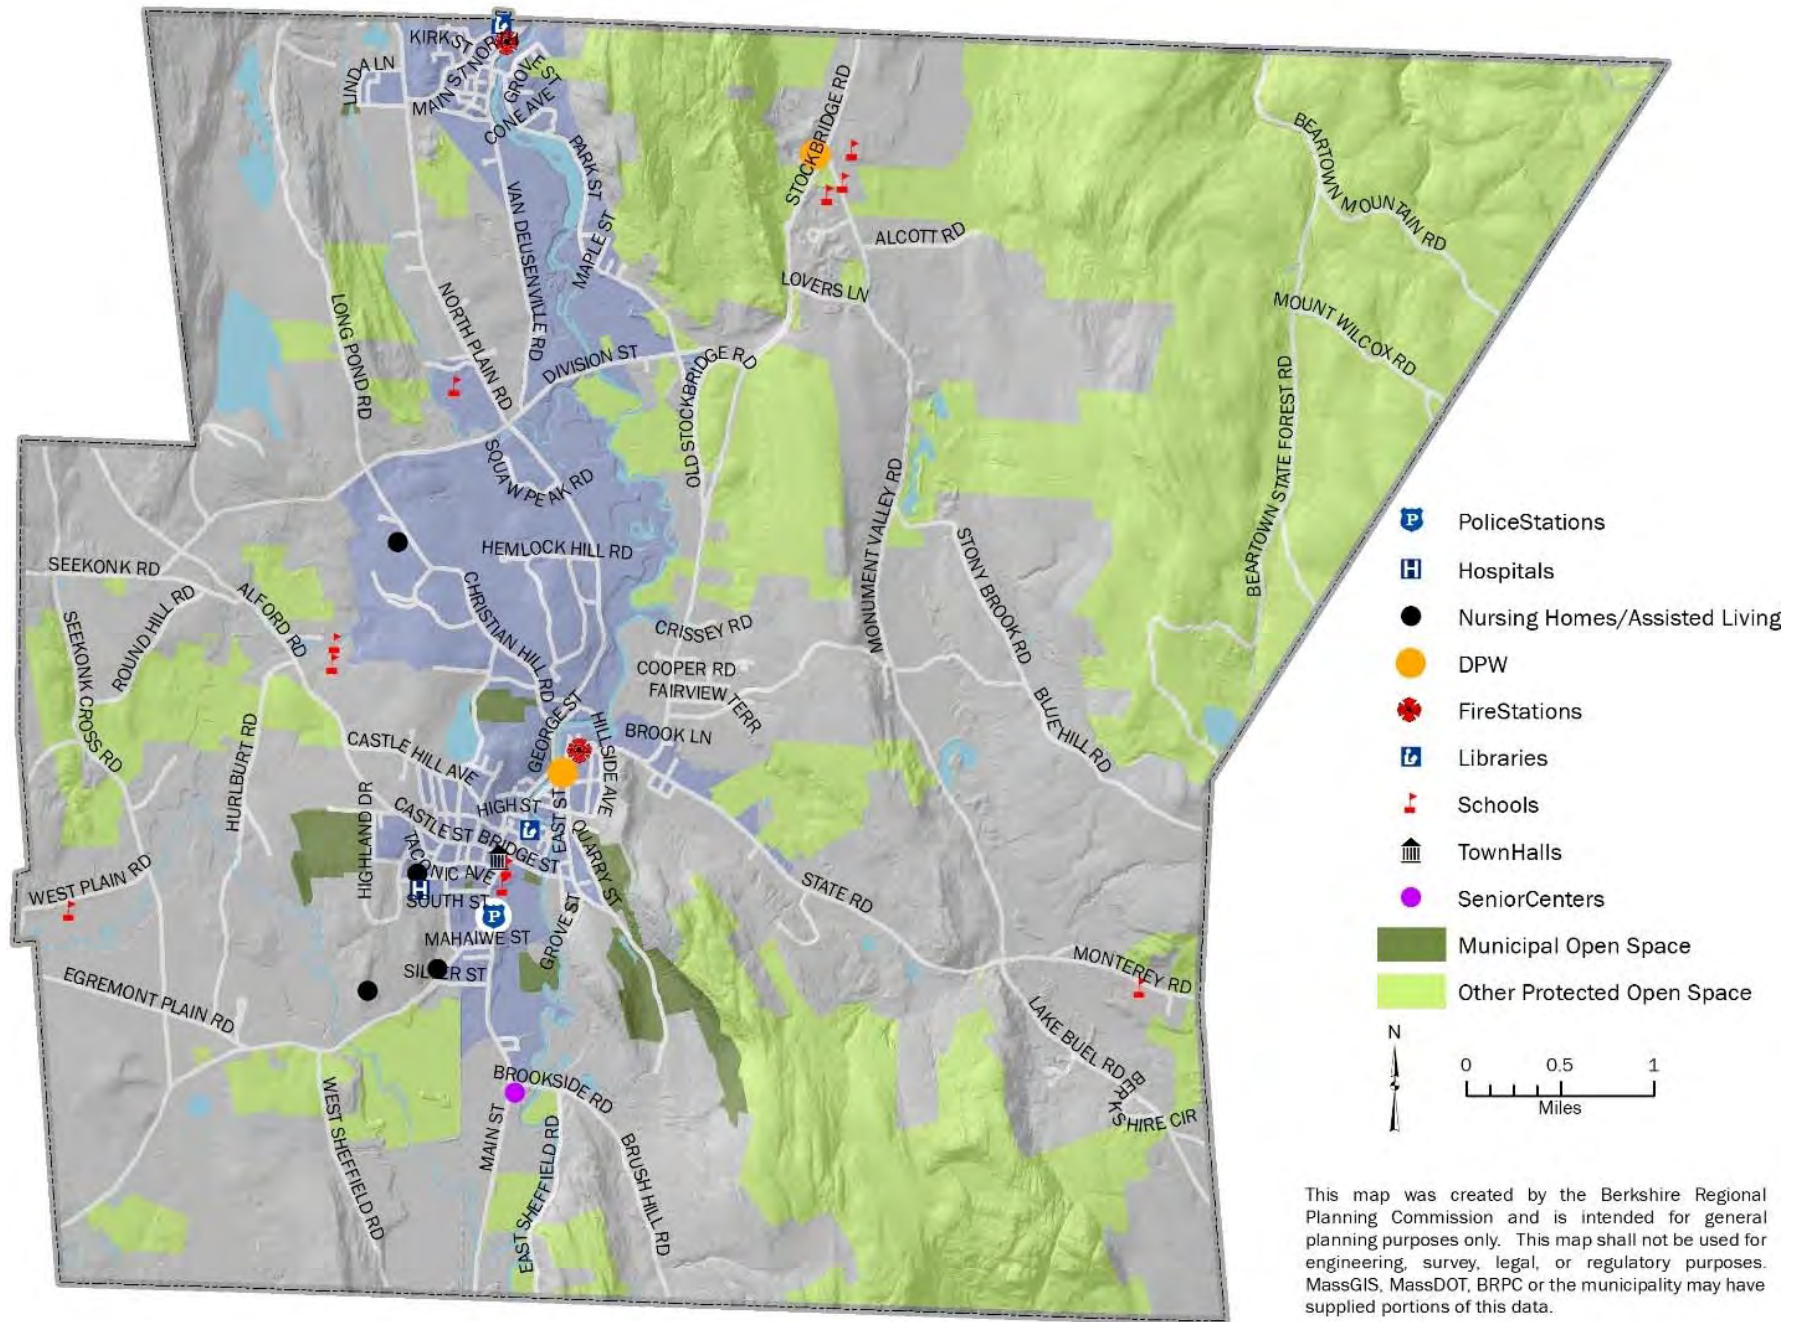 KIRK ST
NOR
LINDA LN
MAIN ST
GROVE ST
CONE AVE
PARK ST
STOCKBRIDGE RD
BEARTOWN MOUNTAIN RD
VAN DEUSENVILLE RD
MAPLE ST
ALCOTT RD
LOVERS LN
LONG POND RD
NORTH PLAIN RD
MOUNT WILCOX RD
DIVISION ST
OLD STOCKBRIDGE RD
BEARTOWN STATE FOREST RD
SQUAW PEAK RD
MONUMENT VALLEY RD
HEMLOCK HILL RD
STONY BROOK RD
SEEKONK RD
ROUND HILL RD
ALFORD RD
CHRISTIAN HILL RD
SEEKONK CROSS RD
CRISSEY RD
COOPER RD
FAIRVIEW TERR
BLUE HILL RD
GEORGE ST
HILLSIDE AVE
BROOK LN
HURLBURT RD
CASTLE HILL AVE
HIGHLAND DR
HIGH ST
CASTLE ST
BRIDGE ST
EAST ST
QUARRY ST
TACONIC AVE
WEST PLAIN RD
SOUTH ST
STATE RD
MAHAIWE ST
GROVE ST
SILVER ST
MONTEREY RD
EGREMONT PLAIN RD
LAKE BUEL RD
BERKSHIRE CIR
BROOKSIDE RD
WEST SHEFFIELD RD
MAIN ST
EAST SHEFFIELD RD
BRUSH HILL RD
H
P
P PoliceStations
H Hospitals
Nursing Homes/Assisted Living
DPW
FireStations
Libraries
Schools
TownHalls
SeniorCenters
Municipal Open Space
Other Protected Open Space
N
0 0.5 1
Miles
This map was created by the Berkshire Regional
Planning Commission and is intended for general
planning purposes only. This map shall not be used for
engineering, survey, legal, or regulatory purposes.
MassGIS, MassDOT, BRPC or the municipality may have
supplied portions of this data.